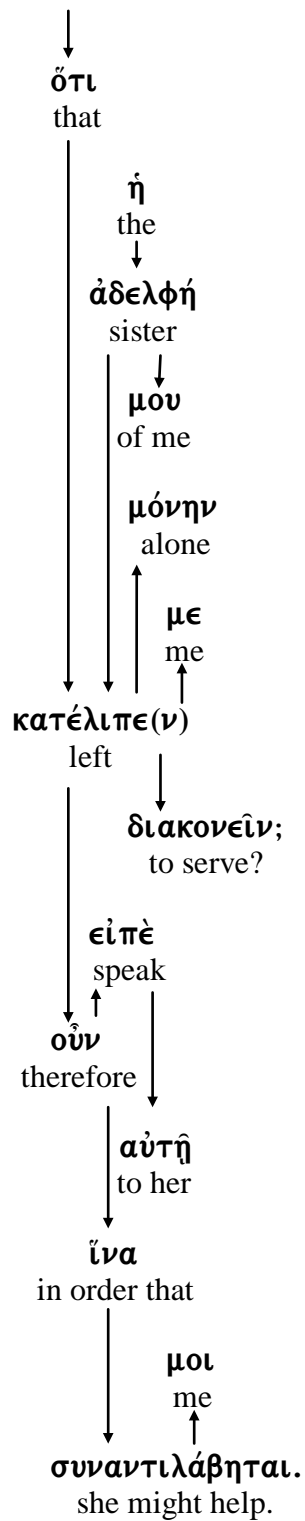 ὅτι
that
ἡ
the
ἀδελφή
sister
μου
of me
μόνην
alone
με
me
κατέλιπε(ν)
left
διακονεῖν;
to serve?
εἰπὲ
speak
οὖν
therefore
αὐτῇ
to her
ἵνα
in order that
μοι
me
συναντιλάβηται.
she might help.